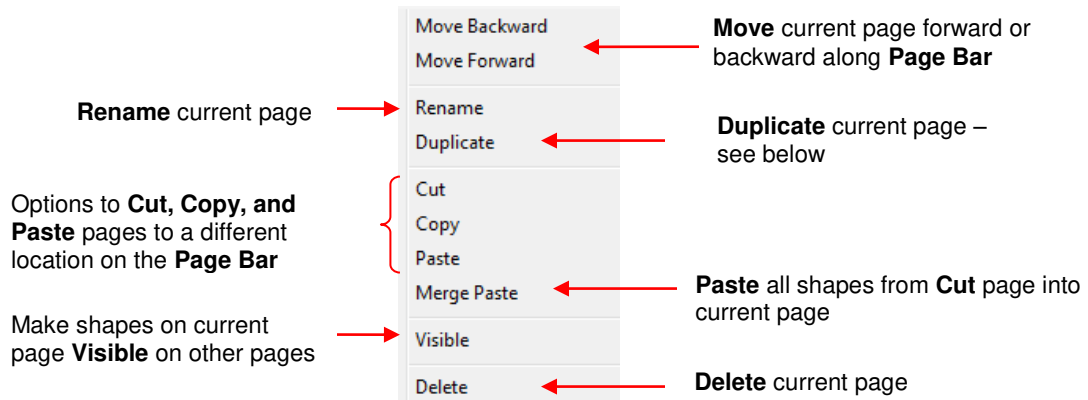 Move Backward
Move Forward
Move current page forward or
backward along Page Bar
Rename current page
Rename
Duplicate
Duplicate current page –
see below
Options to Cut, Copy, and
Paste pages to a different
location on the Page Bar
Cut
Copy
Paste
Merge Paste
Paste all shapes from Cut page into
current page
Make shapes on current
page Visible on other pages
Visible
Delete
Delete current page